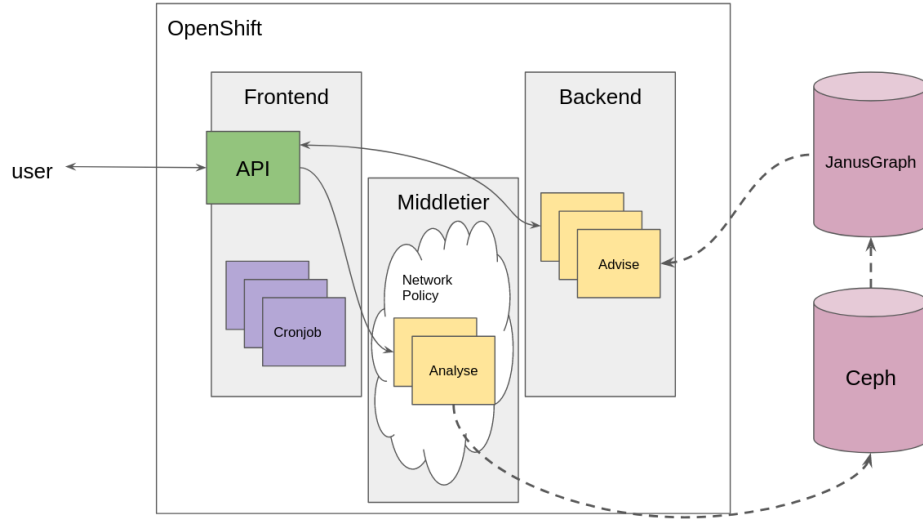 OpenShift
Frontend
Backend
API
user
JanusGraph
Middletier
Network
Policy
Advise
Cronjob
Analyse
Ceph